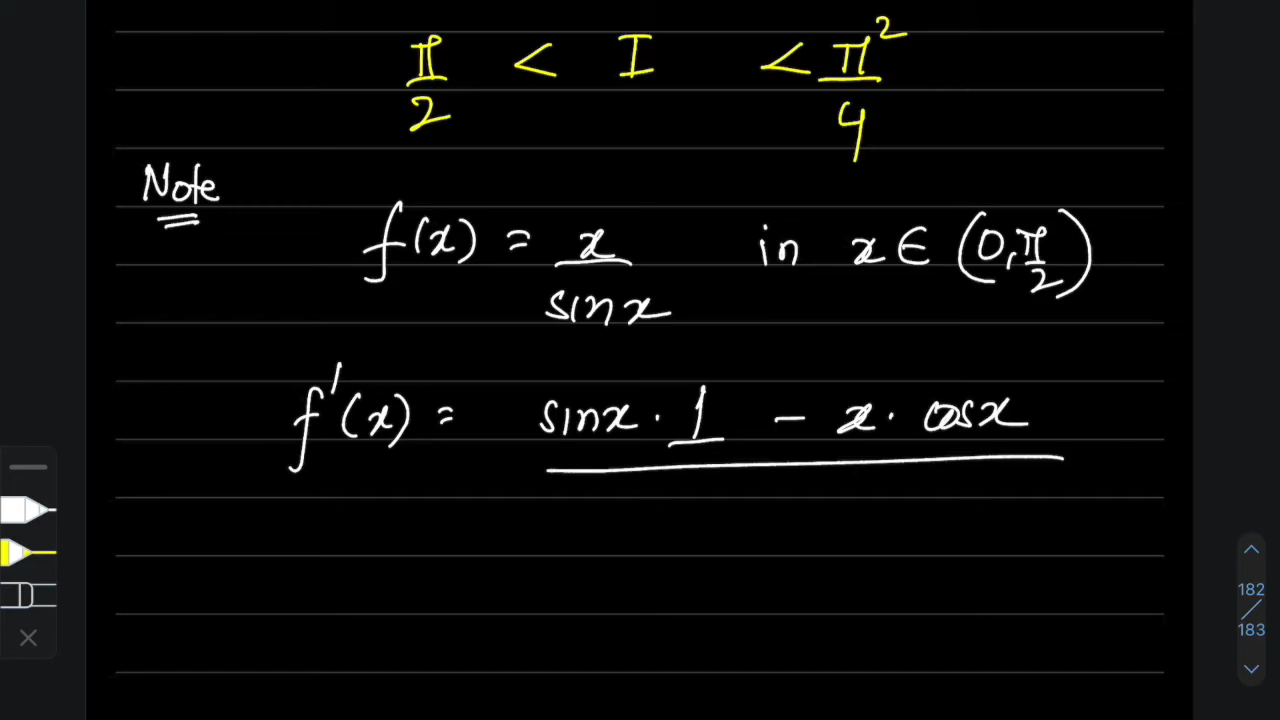 π/2 < I < π²/4
Note
f(x) = x/sinx in x ∈ (0, π/2)
f'(x) = sinx · 1 - x · cosx
182
183